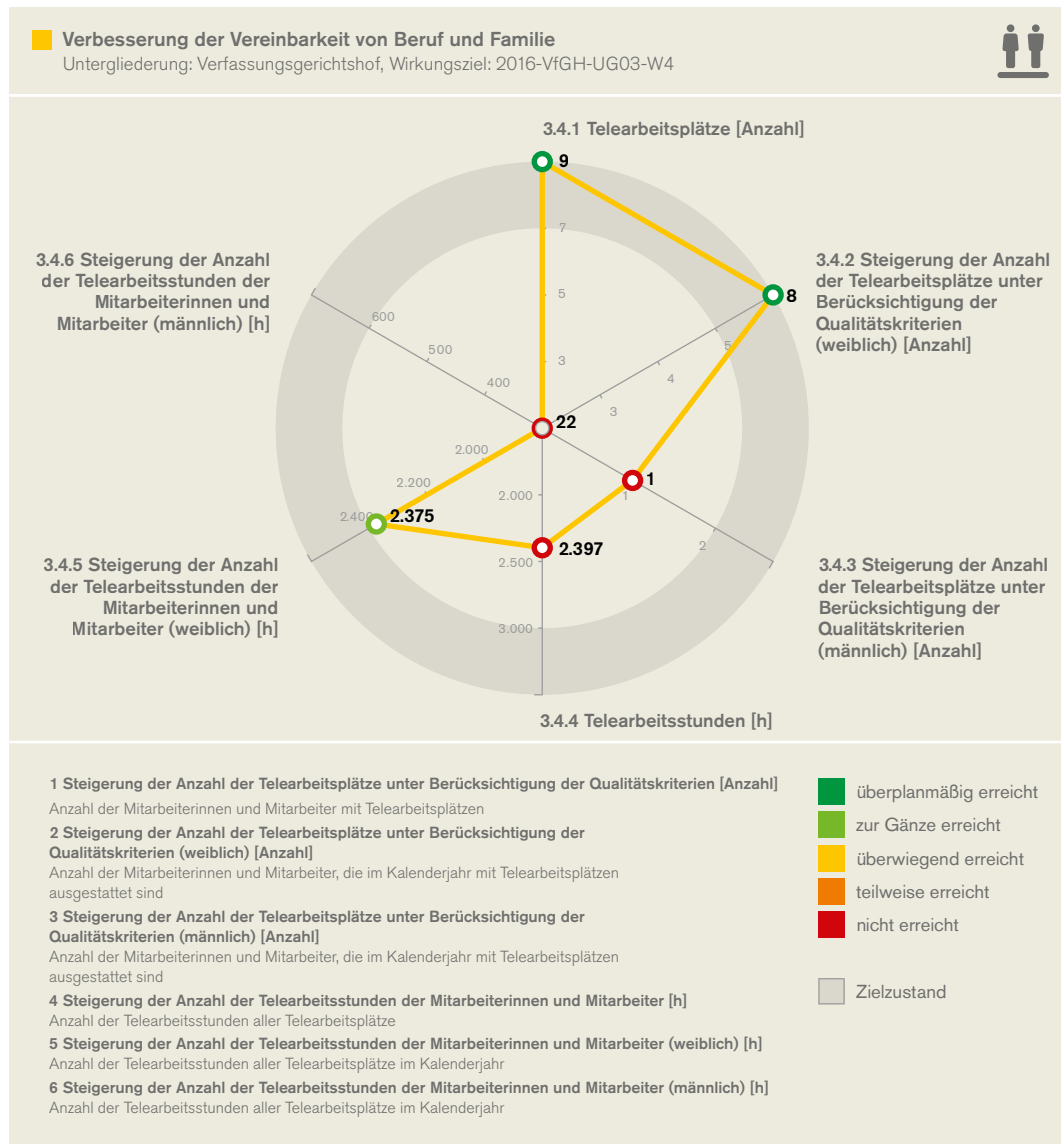 Verbesserung der Vereinbarkeit von Beruf und Familie
Untergliederung: Verfassungsgerichtshof, Wirkungsziel: 2016-VfGH-UG03-W4
3.4.1 Telearbeitsplätze [Anzahl]
9
7
5
3
3.4.2 Steigerung der Anzahl
der Telearbeitsplätze unter
Berücksichtigung der
Qualitätskriterien
(weiblich) [Anzahl]
8
5
4
3
3.4.3 Steigerung der Anzahl
der Telearbeitsplätze unter
Berücksichtigung der
Qualitätskriterien
(männlich) [Anzahl]
1
1
2
3.4.4 Telearbeitsstunden [h]
2.000
2.397
2.500
3.000
3.4.5 Steigerung der Anzahl
der Telearbeitsstunden der
Mitarbeiterinnen und
Mitarbeiter (weiblich) [h]
2.375
2.400
2.200
2.000
3.4.6 Steigerung der Anzahl
der Telearbeitsstunden der
Mitarbeiterinnen und
Mitarbeiter (männlich) [h]
600
500
400
22
1 Steigerung der Anzahl der Telearbeitsplätze unter Berücksichtigung der Qualitätskriterien [Anzahl]
Anzahl der Mitarbeiterinnen und Mitarbeiter mit Telearbeitsplätzen
2 Steigerung der Anzahl der Telearbeitsplätze unter Berücksichtigung der
Qualitätskriterien (weiblich) [Anzahl]
Anzahl der Mitarbeiterinnen und Mitarbeiter, die im Kalenderjahr mit Telearbeitsplätzen
ausgestattet sind
3 Steigerung der Anzahl der Telearbeitsplätze unter Berücksichtigung der
Qualitätskriterien (männlich) [Anzahl]
Anzahl der Mitarbeiterinnen und Mitarbeiter, die im Kalenderjahr mit Telearbeitsplätzen
ausgestattet sind
4 Steigerung der Anzahl der Telearbeitsstunden der Mitarbeiterinnen und Mitarbeiter [h]
Anzahl der Telearbeitsstunden aller Telearbeitsplätze
5 Steigerung der Anzahl der Telearbeitsstunden der Mitarbeiterinnen und Mitarbeiter (weiblich) [h]
Anzahl der Telearbeitsstunden aller Telearbeitsplätze im Kalenderjahr
6 Steigerung der Anzahl der Telearbeitsstunden der Mitarbeiterinnen und Mitarbeiter (männlich) [h]
Anzahl der Telearbeitsstunden aller Telearbeitsplätze im Kalenderjahr
überplanmäßig erreicht
zur Gänze erreicht
überwiegend erreicht
teilweise erreicht
nicht erreicht
Zielzustand